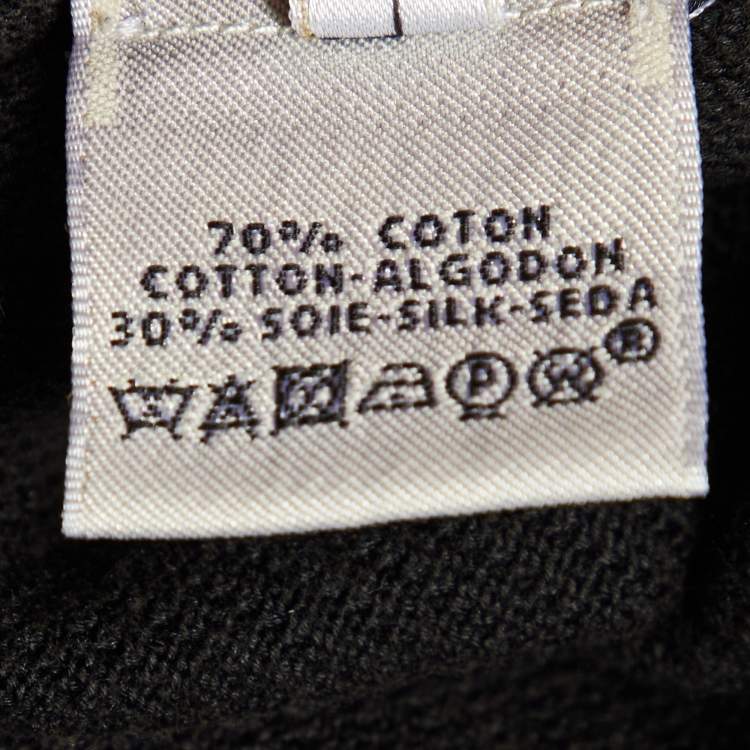 70% COTON
COTTON-ALGODON
30% SOIE-SILK-SEDA
P W ®